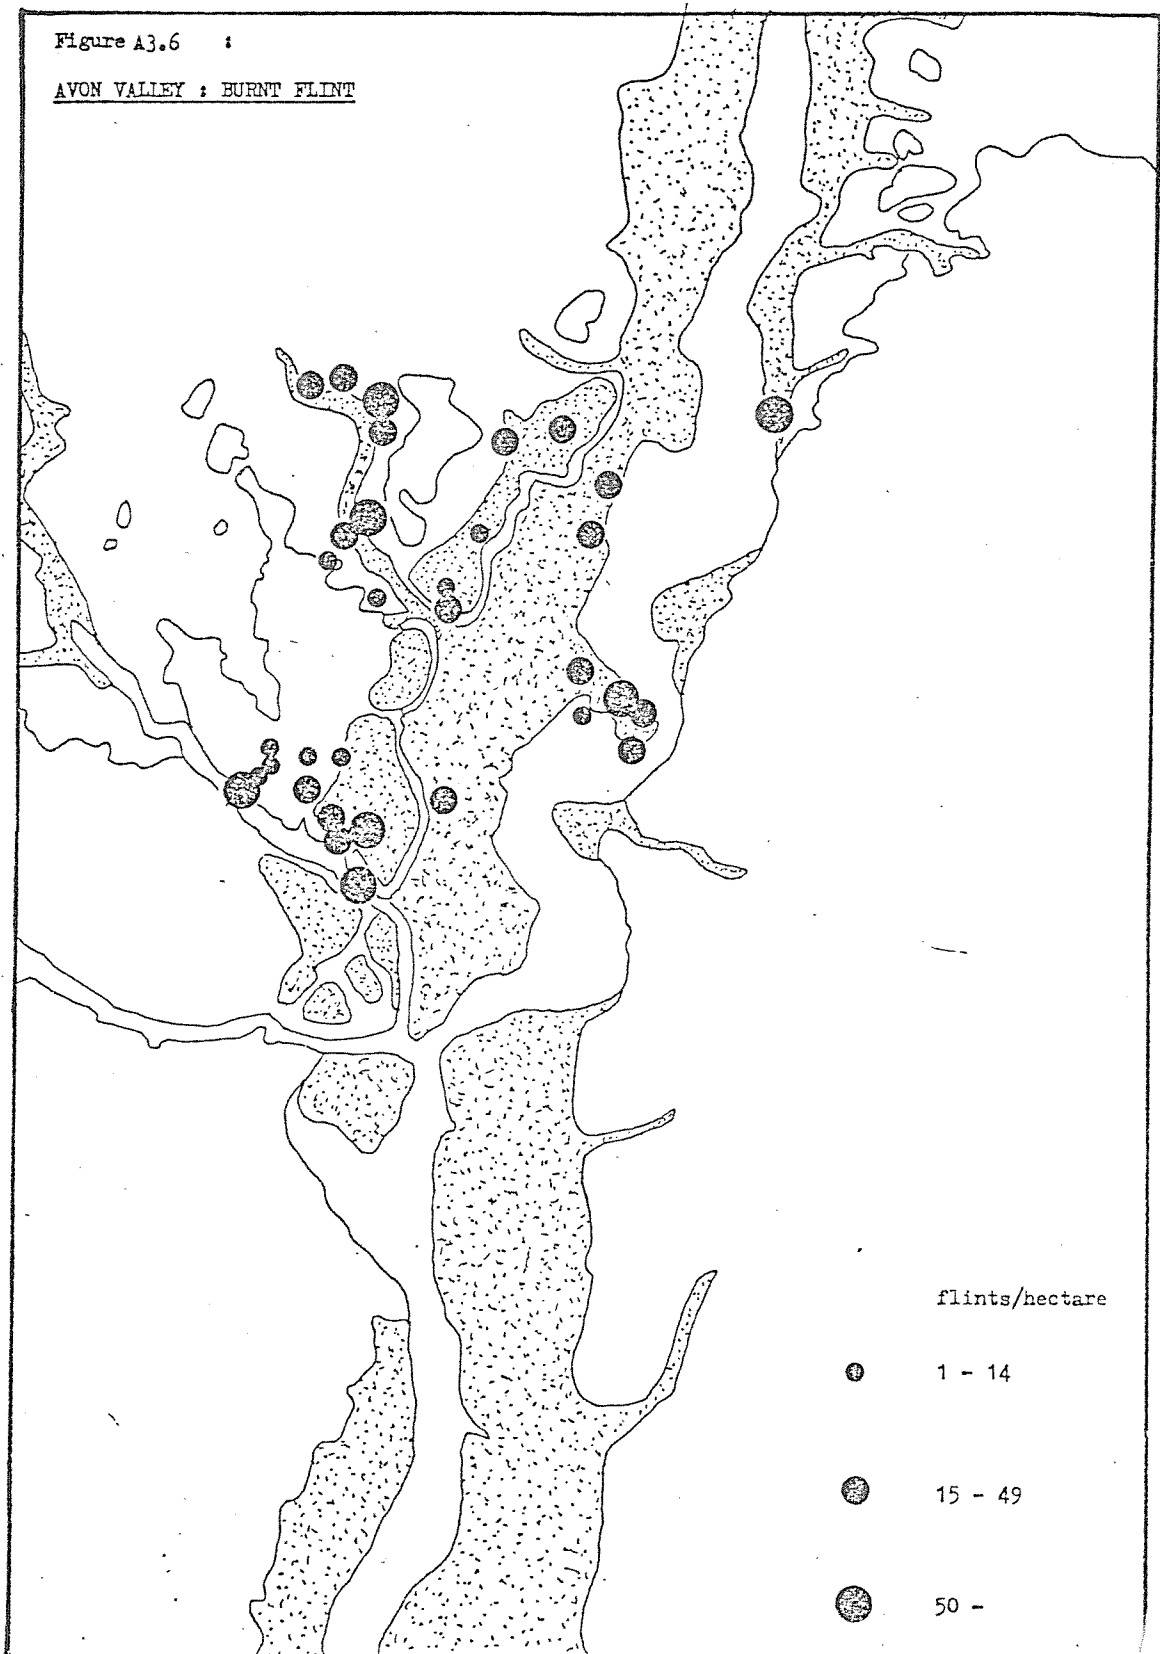 Figure A3.6 :
AVON VALLEY : BURNT FLINT
flints/hectare
1 - 14
15 - 49
50 -